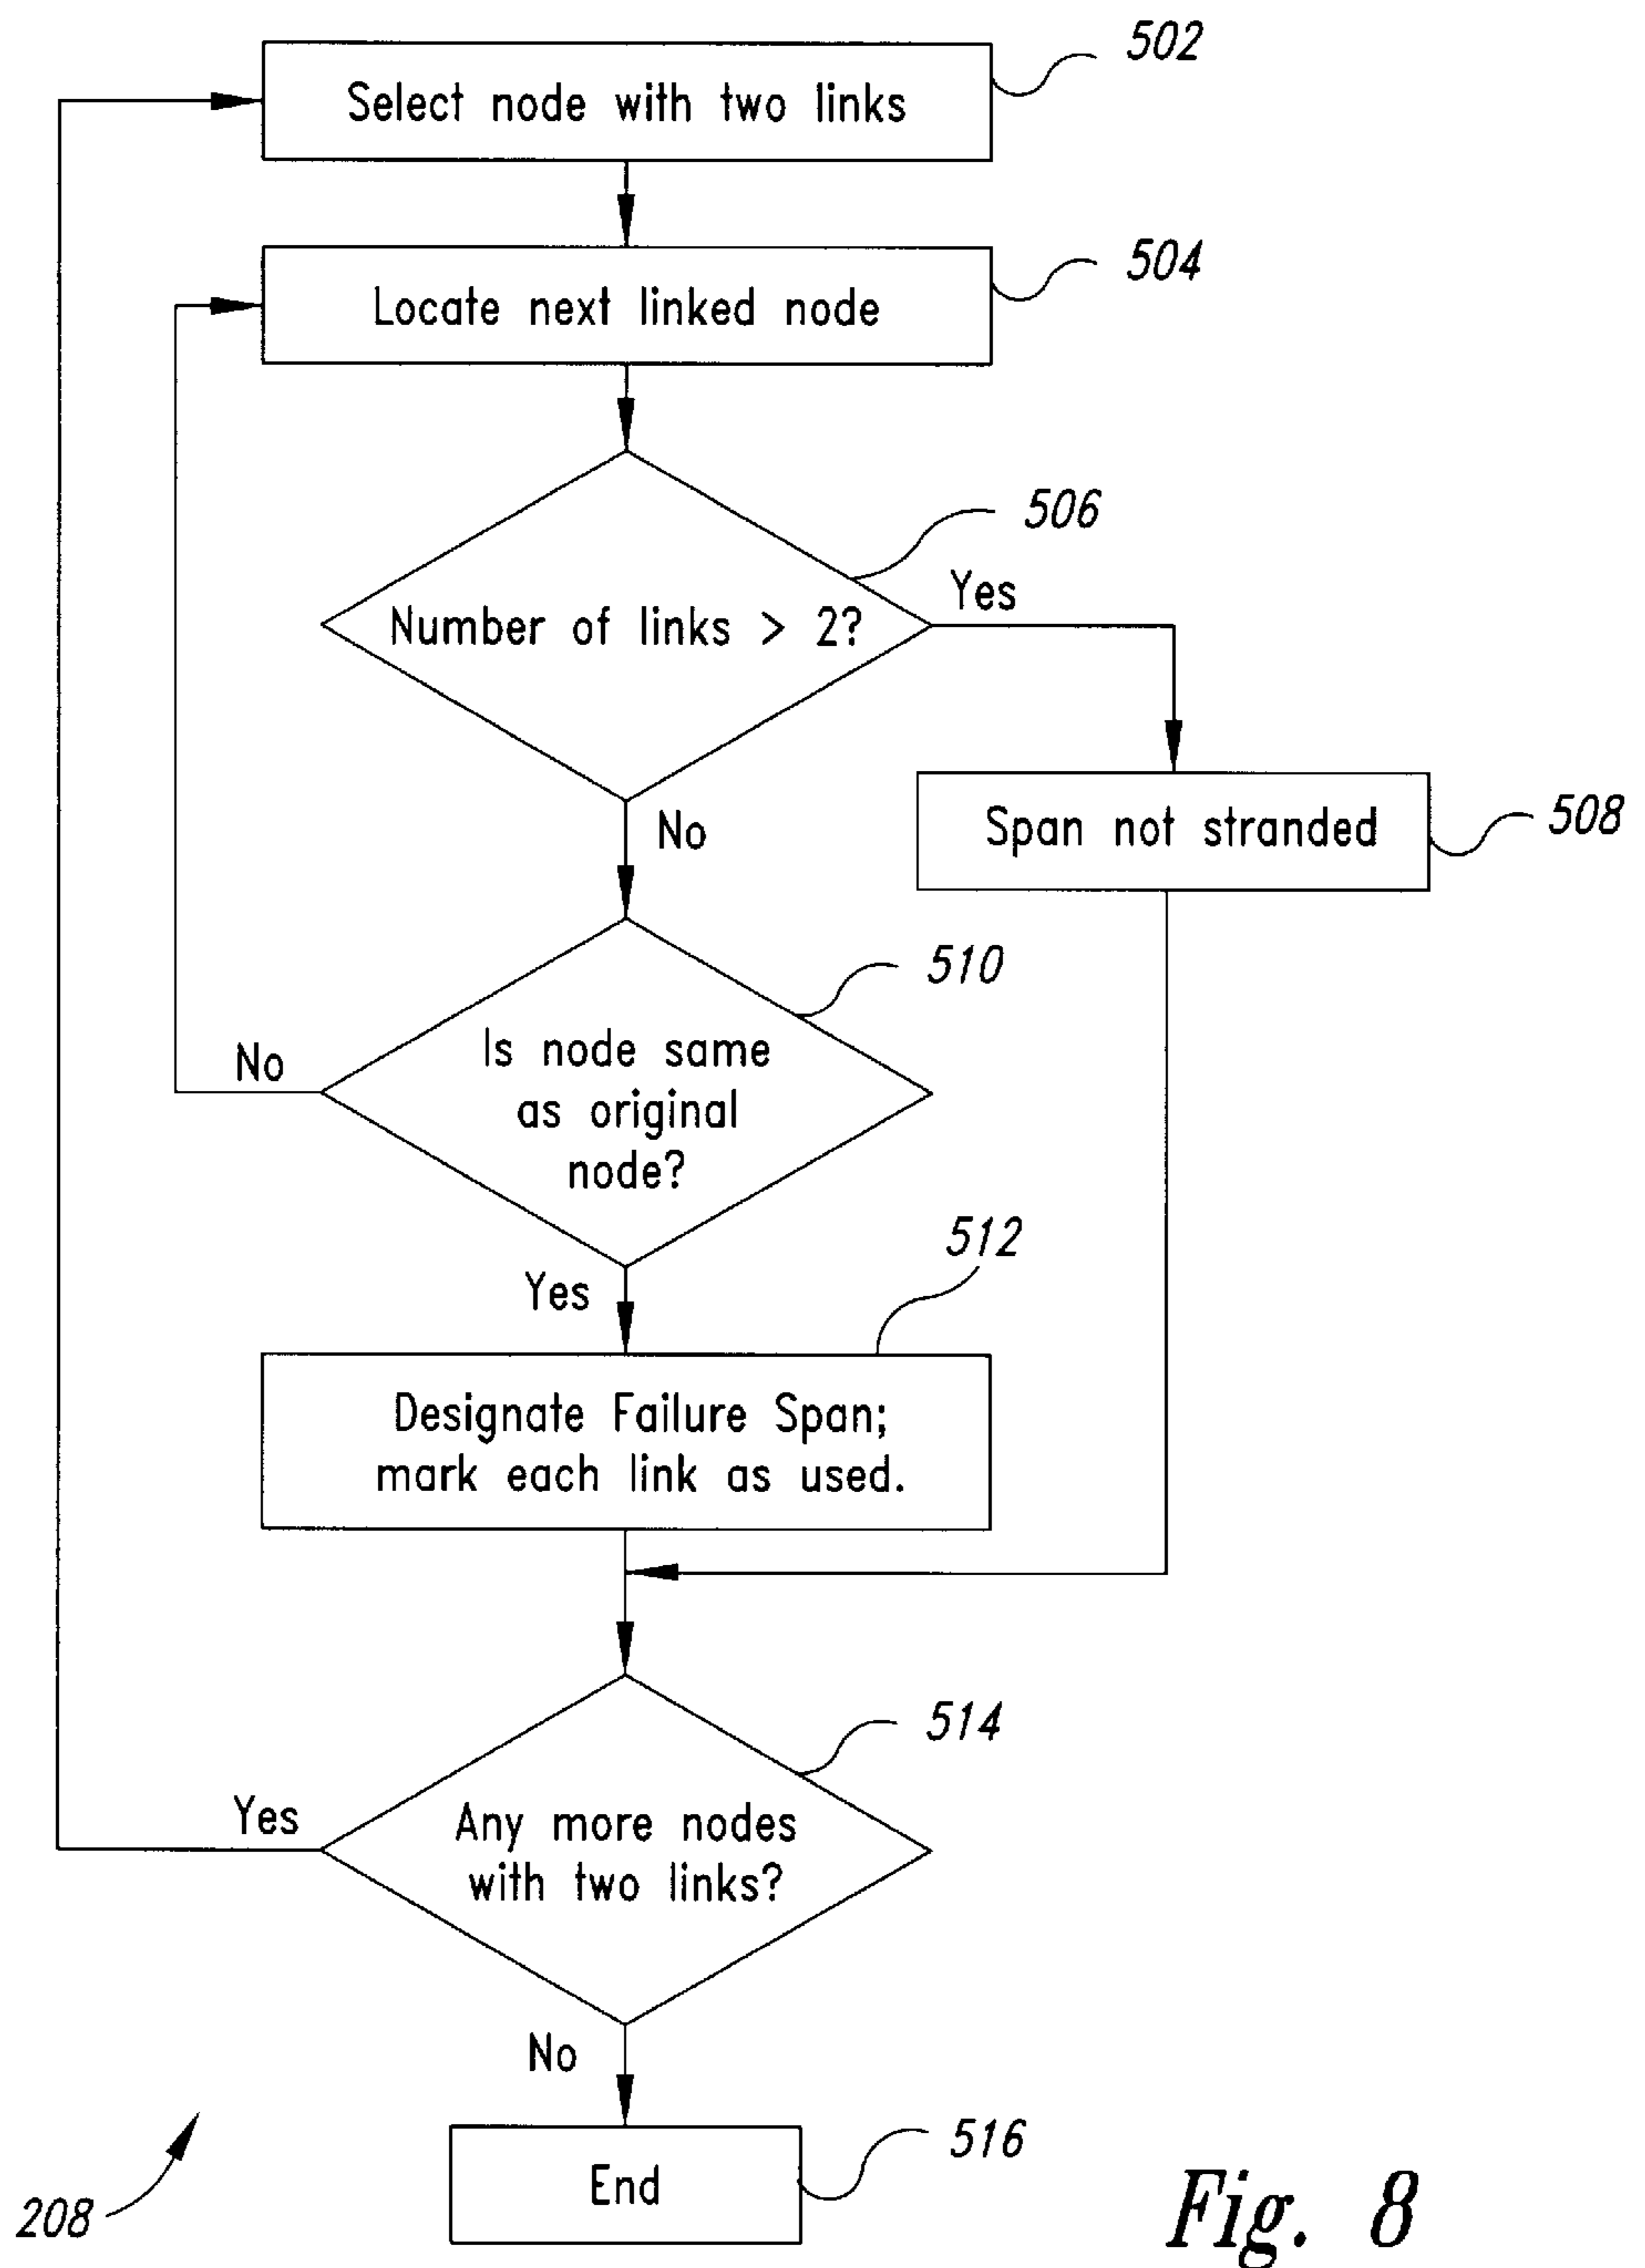 502
Select node with two links
504
Locate next linked node
506
Number of links > 2?
Yes
No
Span not stranded
508
510
Is node same
as original
node?
No
512
Yes
Designate Failure Span;
mark each link as used.
514
Yes
Any more nodes
with two links?
No
516
End
208
Fig. 8